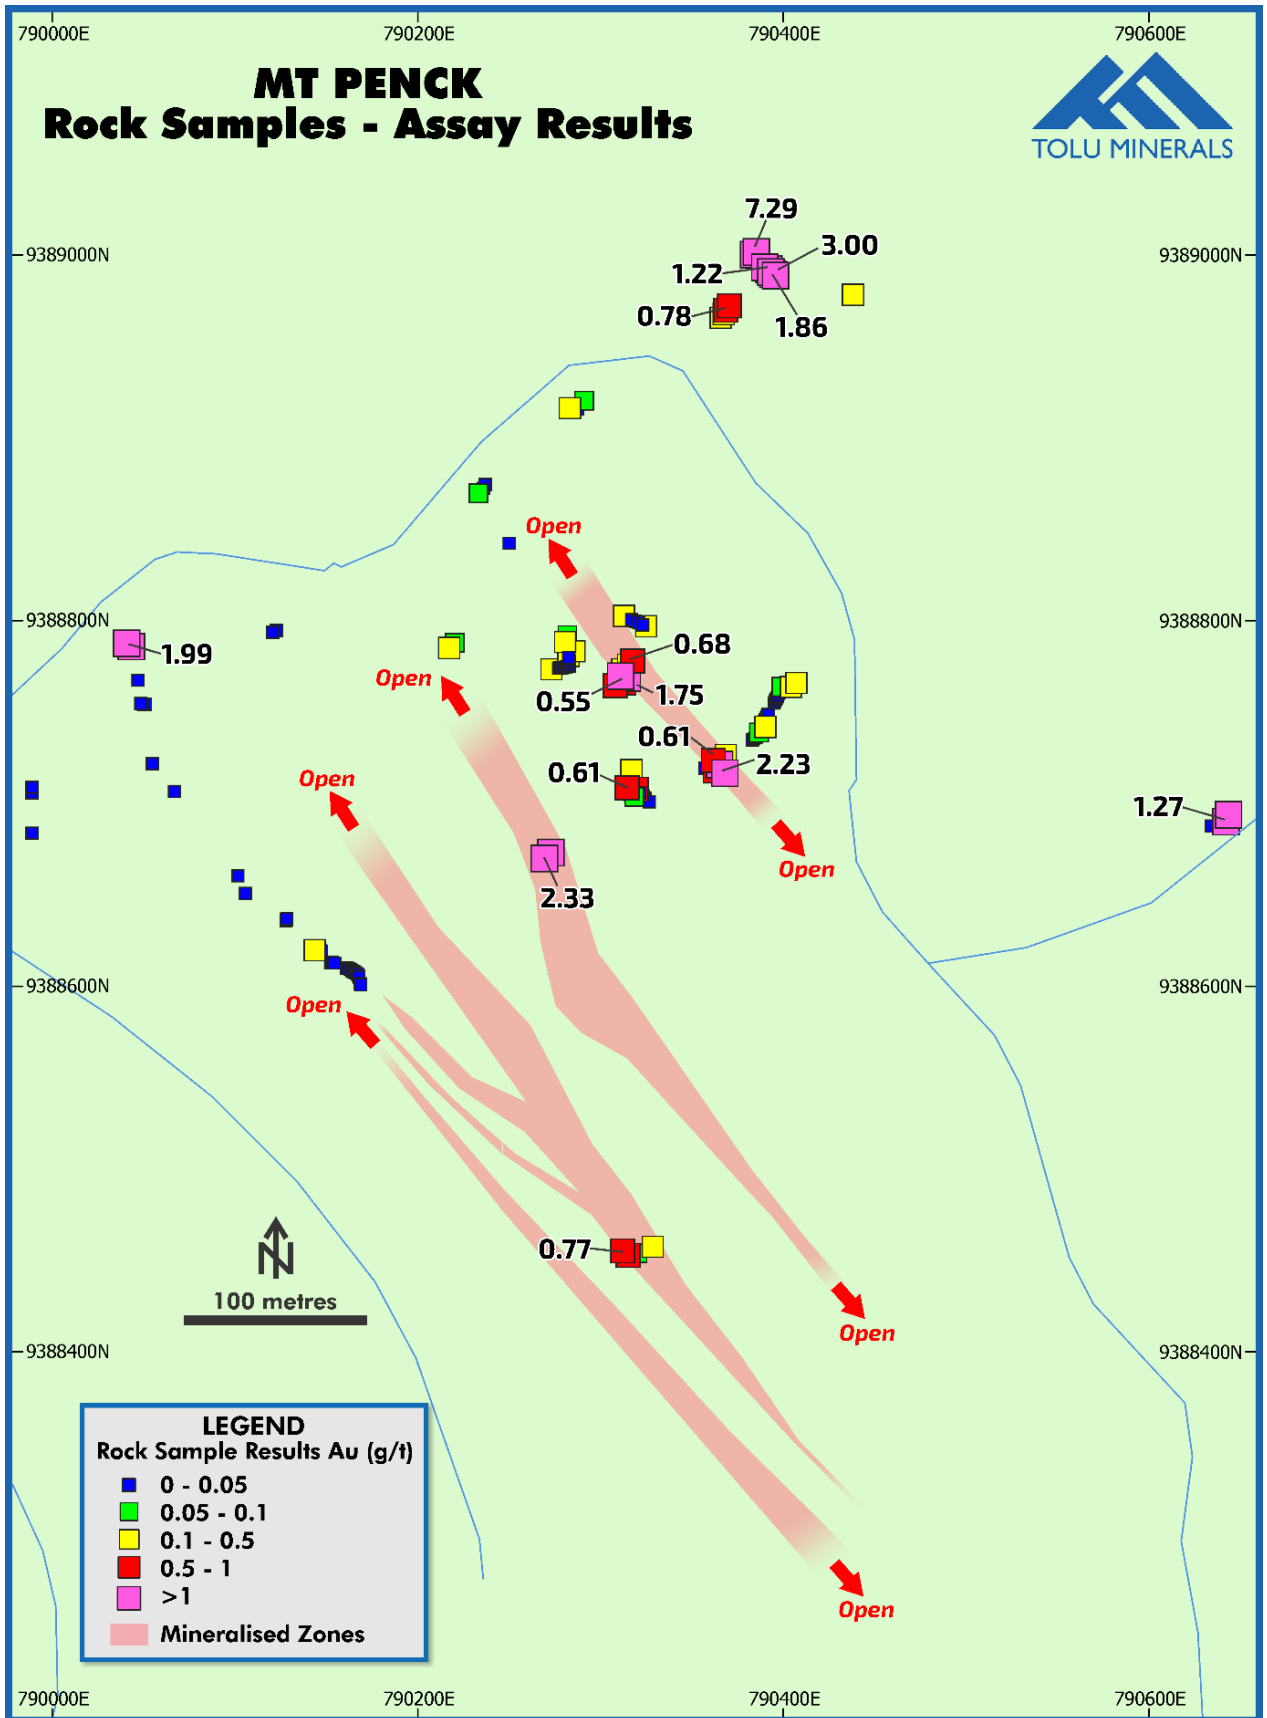 790000E
790200E
790400E
790600E
MT PENCK
Rock Samples - Assay Results
TOLU MINERALS
7.29
3.00
9389000N
9389000N
1.22
0.78
1.86
Open
9388800N
9388800N
0.68
1.99
Open
0.55
1.75
0.61
2.23
0.61
Open
1.27
Open
2.33
9388600N
9388600N
Open
0.77
N
100 metres
Open
9388400N
9388400N
LEGEND
Rock Sample Results Au (g/t)
0 - 0.05
0.05 - 0.1
0.1 - 0.5
0.5 - 1
>1
Mineralised Zones
Open
790000E
790200E
790400E
790600E